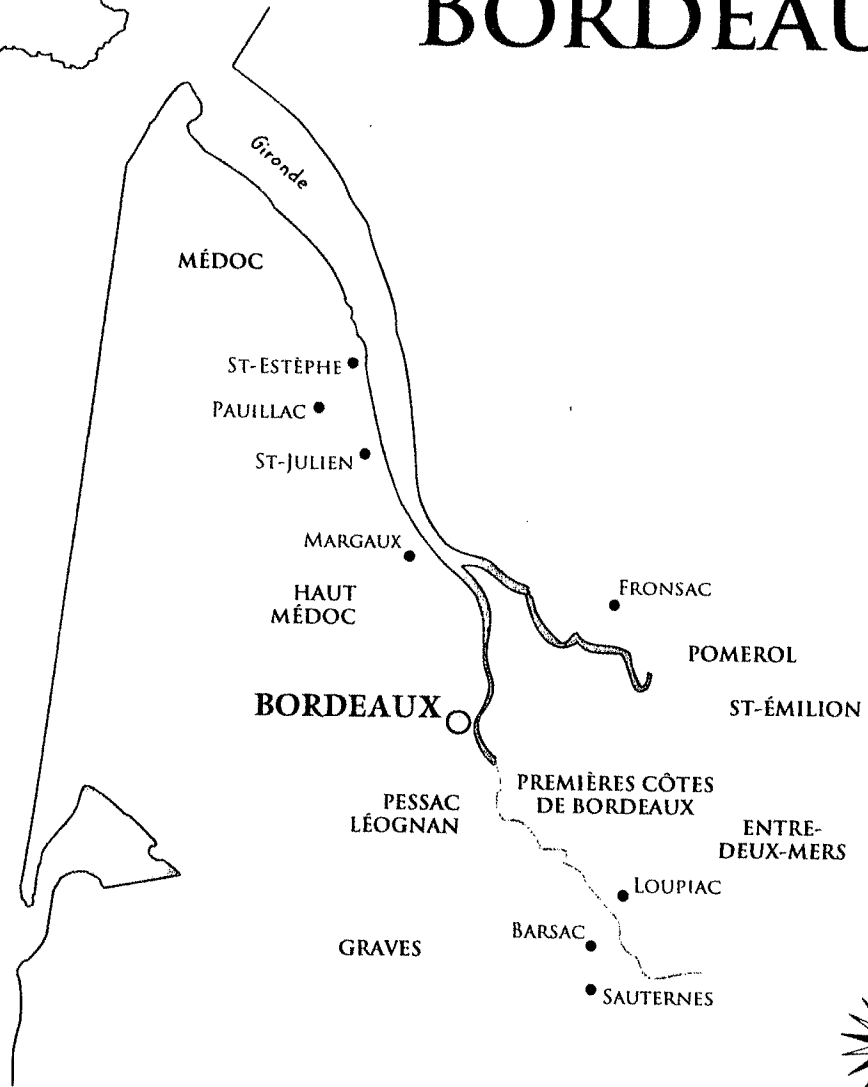 BORDEAU
Gironde
MÉDOC
ST-ESTÈPHE
PAUILLAC
ST-JULIEN
MARGAUX
HAUT
MÉDOC
FRONSAC
POMEROL
ST-ÉMILION
BORDEAUX
PREMIÈRES CÔTES
DE BORDEAUX
PESSAC
LÉOGNAN
ENTRE-
DEUX-MERS
LOUPIAC
BARSAC
GRAVES
SAUTERNES